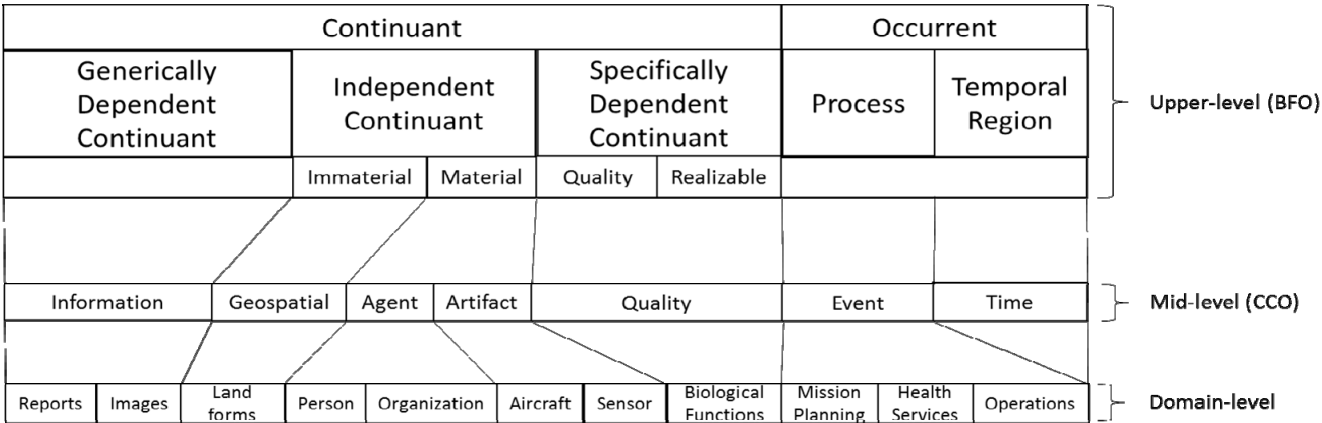 Continuant
Occurrent
Generically
Dependent
Continuant
Independent
Continuant
Specifically
Dependent
Continuant
Process
Temporal
Region
Upper-level (BFO)
Immaterial
Material
Quality
Realizable
Information
Geospatial
Agent
Artifact
Quality
Event
Time
Mid-level (CCO)
Reports
Images
Land
forms
Person
Organization
Aircraft
Sensor
Biological
Functions
Mission
Planning
Health
Services
Operations
Domain-level